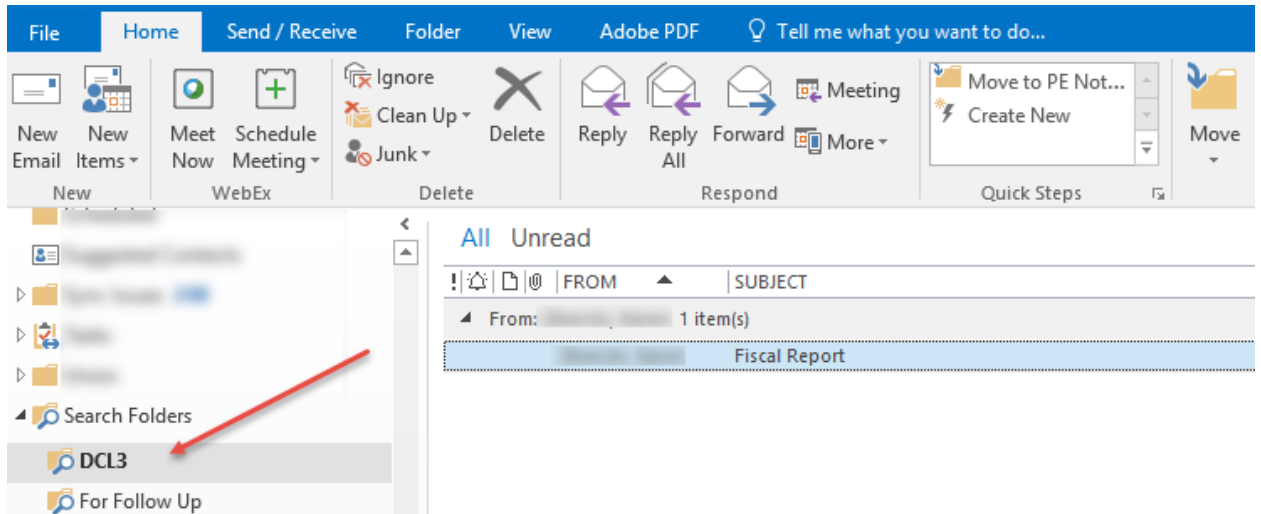 File Home Send / Receive Folder View Adobe PDF Tell me what you want to do...
Ignore
Clean Up
Junk
New Email
New Items
Meet Now
Schedule Meeting
Delete
Reply
Reply All
Forward
Meeting
More
Move to PE Not...
Create New
Move
New WebEx Delete Respond Quick Steps
All Unread
! FROM SUBJECT
From: 1 item(s)
Fiscal Report
Search Folders
DCL3
For Follow Up